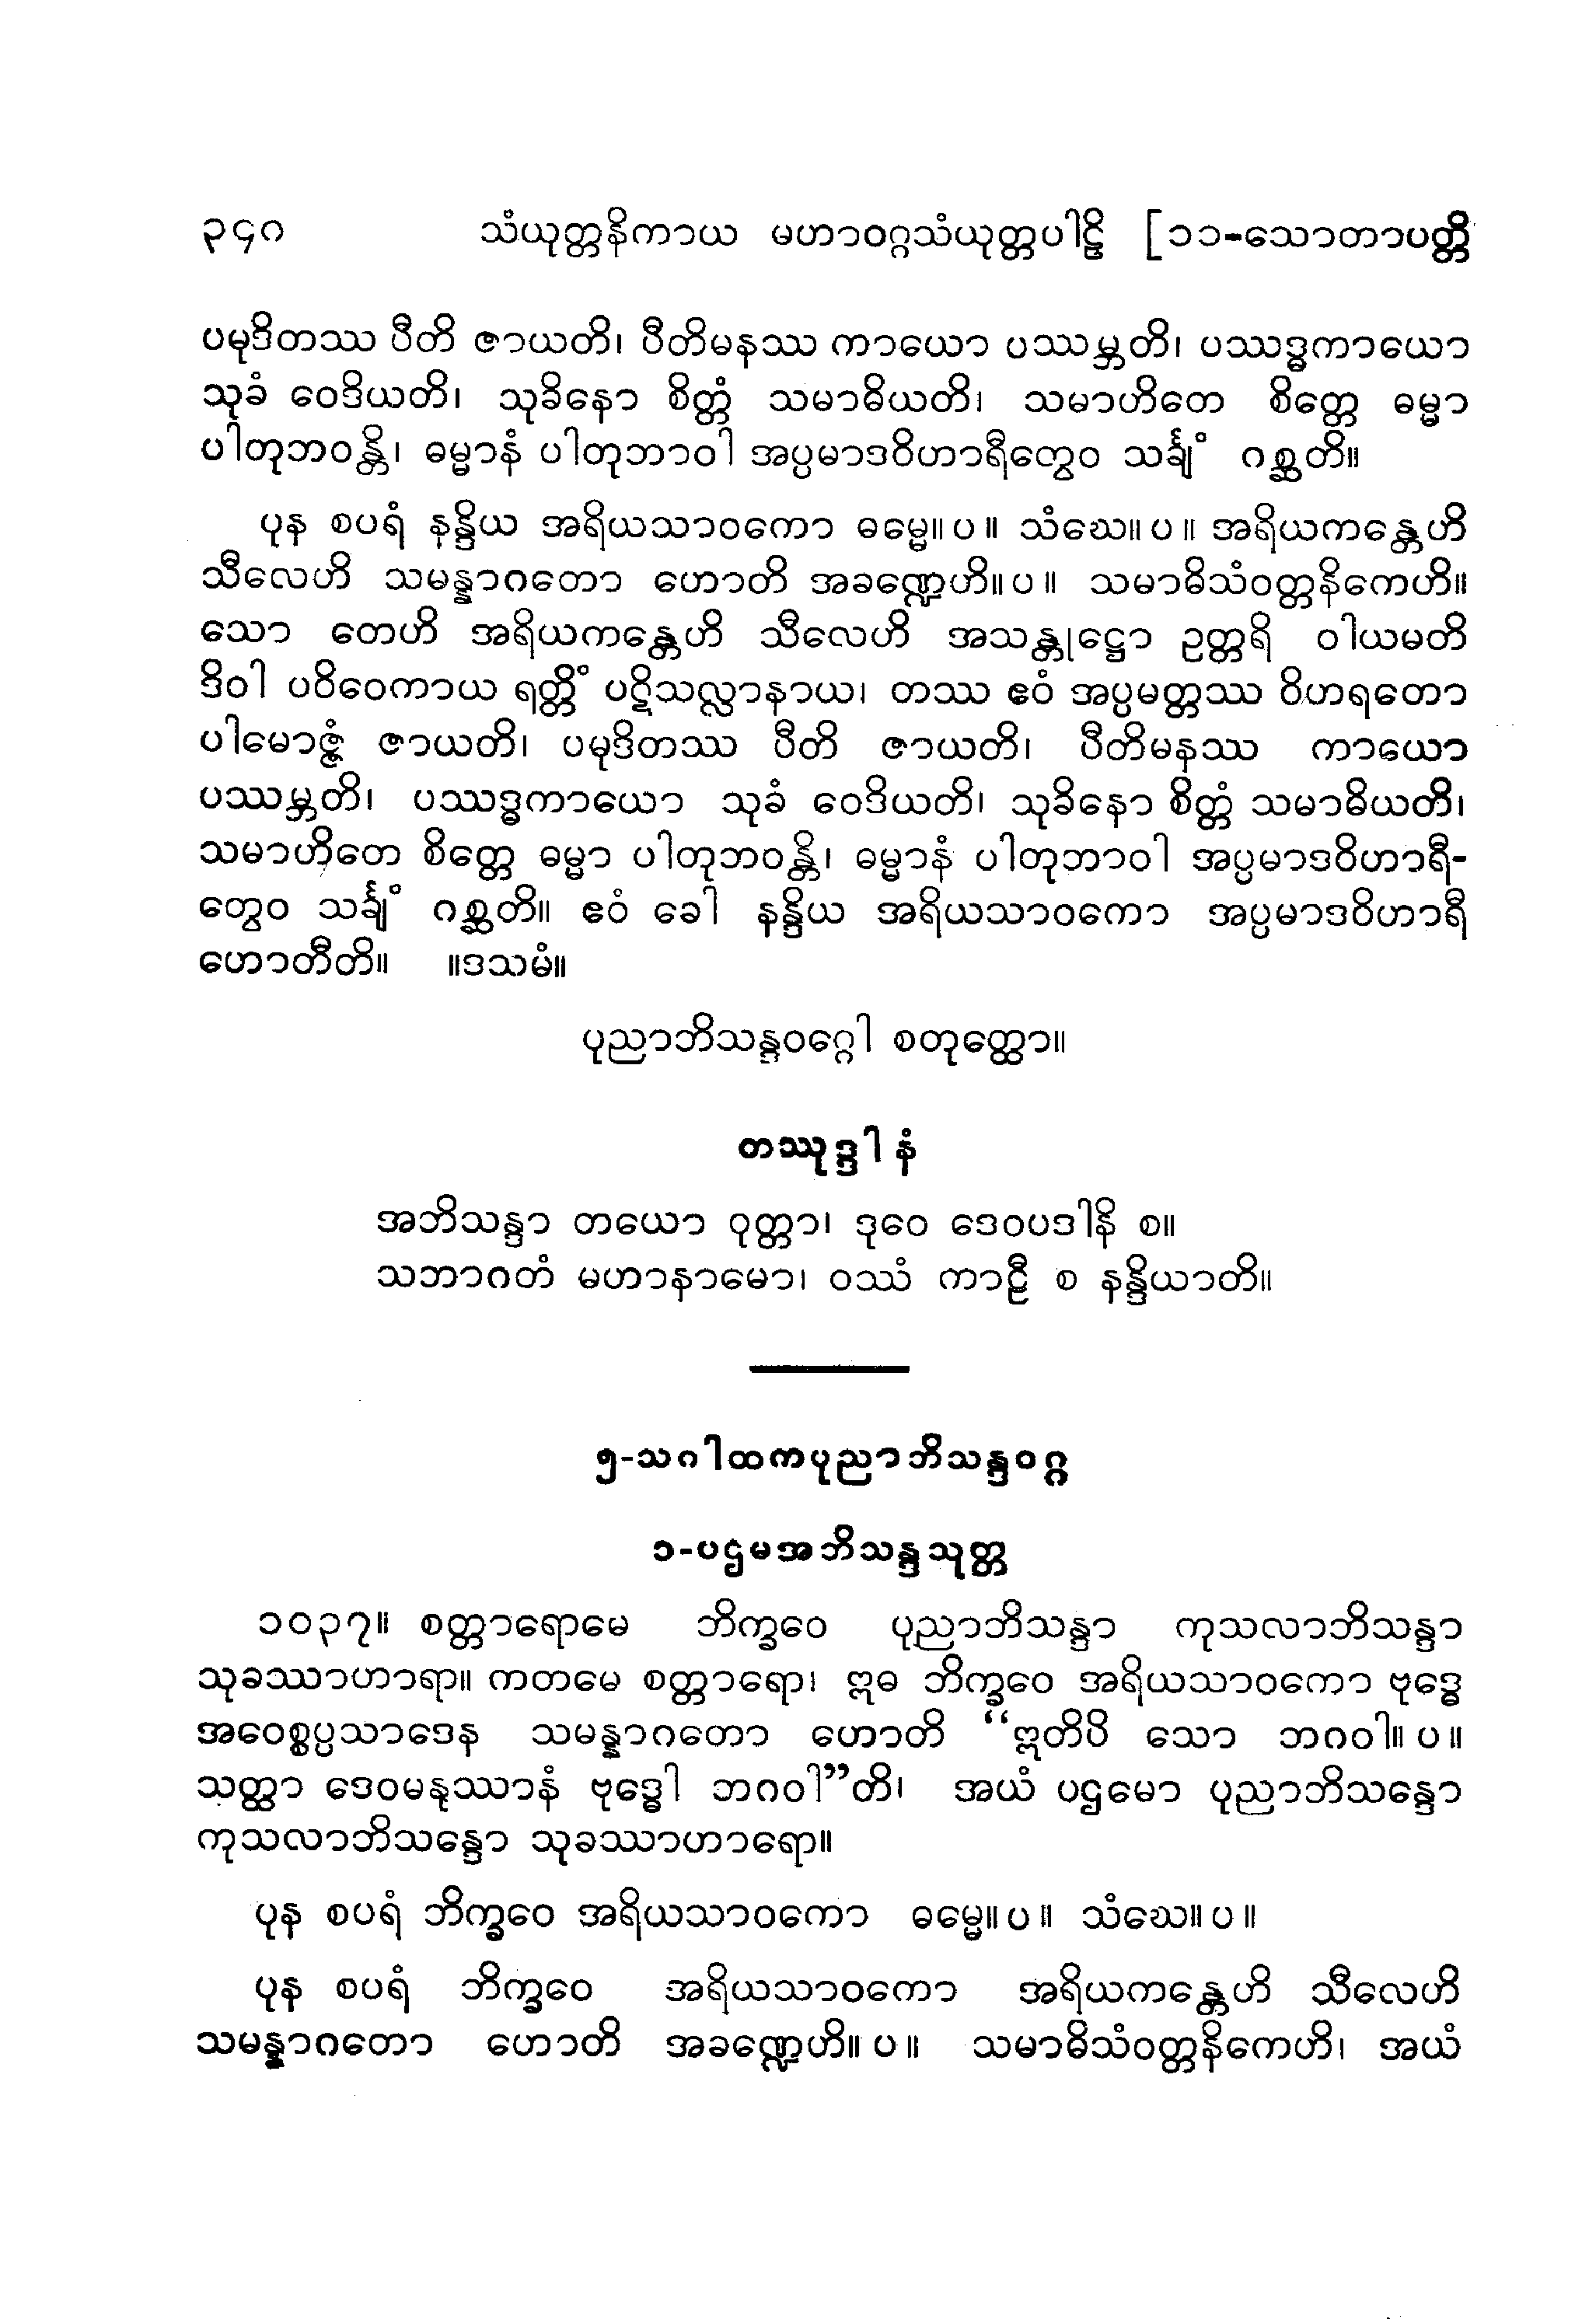 ၃၄၈ သံယုတ္တနိကာယ မဟာဝဂ္ဂသံယုတ္တပါဠိ [၁၁-သောတာပတ္တိ
ပမုဒိတဿ ပီတိ ဇာယတိ၊ ပီတိမနဿ ကာယော ပဿမ္ဘတိ၊ ပဿဒ္ဓကာယော
သုခံ ဝေဒိယတိ၊ သုခိနော စိတ္တံ သမာဓိယတိ၊ သမာဟိတေ စိတ္တေ ဓမ္မာ
ပါတုဘဝန္တိ၊ ဓမ္မာနံ ပါတုဘာဝါ အပ္ပမာဒဝိဟာရီတွေဝ သင်္ချံ ဂစ္ဆတိ။
ပုန စပရံ နန္ဒိယ အရိယသာဝကော ဓမ္မေ။ပ။ သံဃေ။ပ။ အရိယကန္တေဟိ
သီလေဟိ သမန္နာဂတော ဟောတိ အခဏ္ဍေဟိ။ပ။ သမာဓိသံဝတ္တနိကေဟိ။
သော တေဟိ အရိယကန္တေဟိ သီလေဟိ အသန္တုဋ္ဌော ဥတ္တရိ ဝါယမတိ
ဒိဝါ ပဝိဝေကာယ ရတ္တိံ ပဋိသလ္လာနာယ၊ တဿ ဧဝံ အပ္ပမတ္တဿ ဝိဟရတော
ပါမောဇ္ဇံ ဇာယတိ၊ ပမုဒိတဿ ပီတိ ဇာယတိ၊ ပီတိမနဿ ကာယော
ပဿမ္ဘတိ၊ ပဿဒ္ဓကာယော သုခံ ဝေဒိယတိ၊ သုခိနော စိတ္တံ သမာဓိယတိ၊
သမာဟိတေ စိတ္တေ ဓမ္မာ ပါတုဘဝန္တိ၊ ဓမ္မာနံ ပါတုဘာဝါ အပ္ပမာဒဝိဟာရီ-
တွေဝ သင်္ချံ ဂစ္ဆတိ။ ဧဝံ ခေါ နန္ဒိယ အရိယသာဝကော အပ္ပမာဒဝိဟာရီ
ဟောတီတိ။ ။ဒသမံ။
ပုညာဘိသန္ဒဝဂ္ဂေါ စတုတ္ထော။
တဿုဒ္ဒါနံ
အဘိသန္ဒာ တယော ဝုတ္တာ၊ ဒုဝေ ဒေဝပဒါနိ စ။
သဘာဂတံ မဟာနာမော၊ ဝဿံ ကာဠီ စ နန္ဒိယာတိ။
၅-သဂါထကပုညာဘိသန္ဒဝဂ္ဂ
၁-ပဌမအဘိသန္ဒသုတ္တ
၁၀၃၇။ စတ္တာရောမေ ဘိက္ခဝေ ပုညာဘိသန္ဒာ ကုသလာဘိသန္ဒာ
သုခဿာဟာရာ။ ကတမေ စတ္တာရော၊ ဣဓ ဘိက္ခဝေ အရိယသာဝကော ဗုဒ္ဓေ
အဝေစ္စပ္ပသာဒေန သမန္နာဂတော ဟောတိ “ဣတိပိ သော ဘဂဝါ။ပ။
သတ္ထာ ဒေဝမနုဿာနံ ဗုဒ္ဓေါ ဘဂဝါ”တိ၊ အယံ ပဌမော ပုညာဘိသန္ဒော
ကုသလာဘိသန္ဒော သုခဿာဟာရော။
ပုန စပရံ ဘိက္ခဝေ အရိယသာဝကော ဓမ္မေ။ပ။ သံဃေ။ပ။
ပုန စပရံ ဘိက္ခဝေ အရိယသာဝကော အရိယကန္တေဟိ သီလေဟိ
သမန္နာဂတော ဟောတိ အခဏ္ဍေဟိ။ပ။ သမာဓိသံဝတ္တနိကေဟိ၊ အယံ